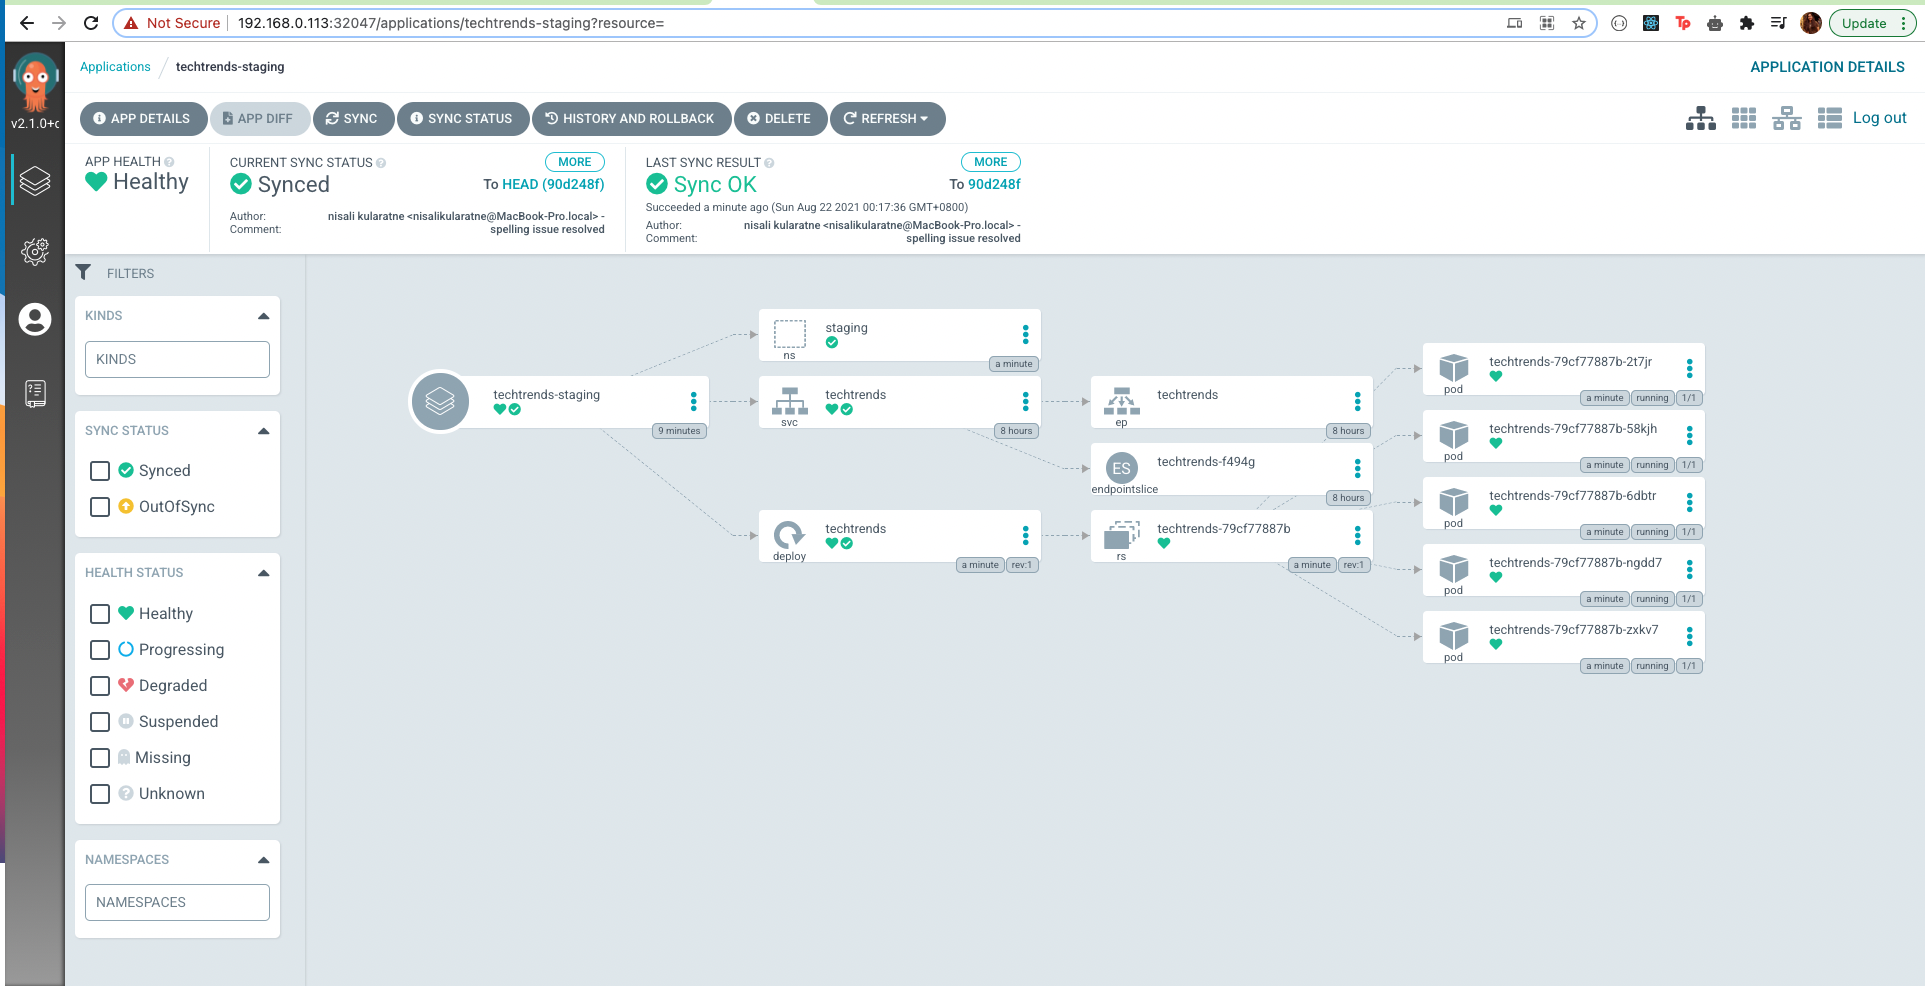 Not Secure
192.168.0.113:32047/applications/techtrends-staging?resource=
Update
v2.1.0+
Applications / techtrends-staging
APPLICATION DETAILS
APP DETAILS
APP DIFF
SYNC
SYNC STATUS
HISTORY AND ROLLBACK
DELETE
REFRESH
Log out
APP HEALTH
Healthy
CURRENT SYNC STATUS
MORE
Synced
To HEAD (90d248f)
Author: nisali kularatne <nisalikularatne@MacBook-Pro.local> -
Comment: spelling issue resolved
LAST SYNC RESULT
MORE
Sync OK
To 90d248f
Succeeded a minute ago (Sun Aug 22 2021 00:17:36 GMT+0800)
Author: nisali kularatne <nisalikularatne@MacBook-Pro.local> -
Comment: spelling issue resolved
FILTERS
KINDS
KINDS
SYNC STATUS
Synced
OutOfSync
HEALTH STATUS
Healthy
Progressing
Degraded
Suspended
Missing
Unknown
NAMESPACES
NAMESPACES
techtrends-staging
9 minutes
staging
ns
a minute
techtrends
svc
8 hours
techtrends
deploy
a minute
rev:1
techtrends
ep
8 hours
ES
techtrends-f494g
endpointslice
8 hours
techtrends-79cf77887b
rs
a minute
rev:1
techtrends-79cf77887b-2t7jr
pod
a minute
running
1/1
techtrends-79cf77887b-58kjh
pod
a minute
running
1/1
techtrends-79cf77887b-6dbtr
pod
a minute
running
1/1
techtrends-79cf77887b-ngdd7
pod
a minute
running
1/1
techtrends-79cf77887b-zxkv7
pod
a minute
running
1/1